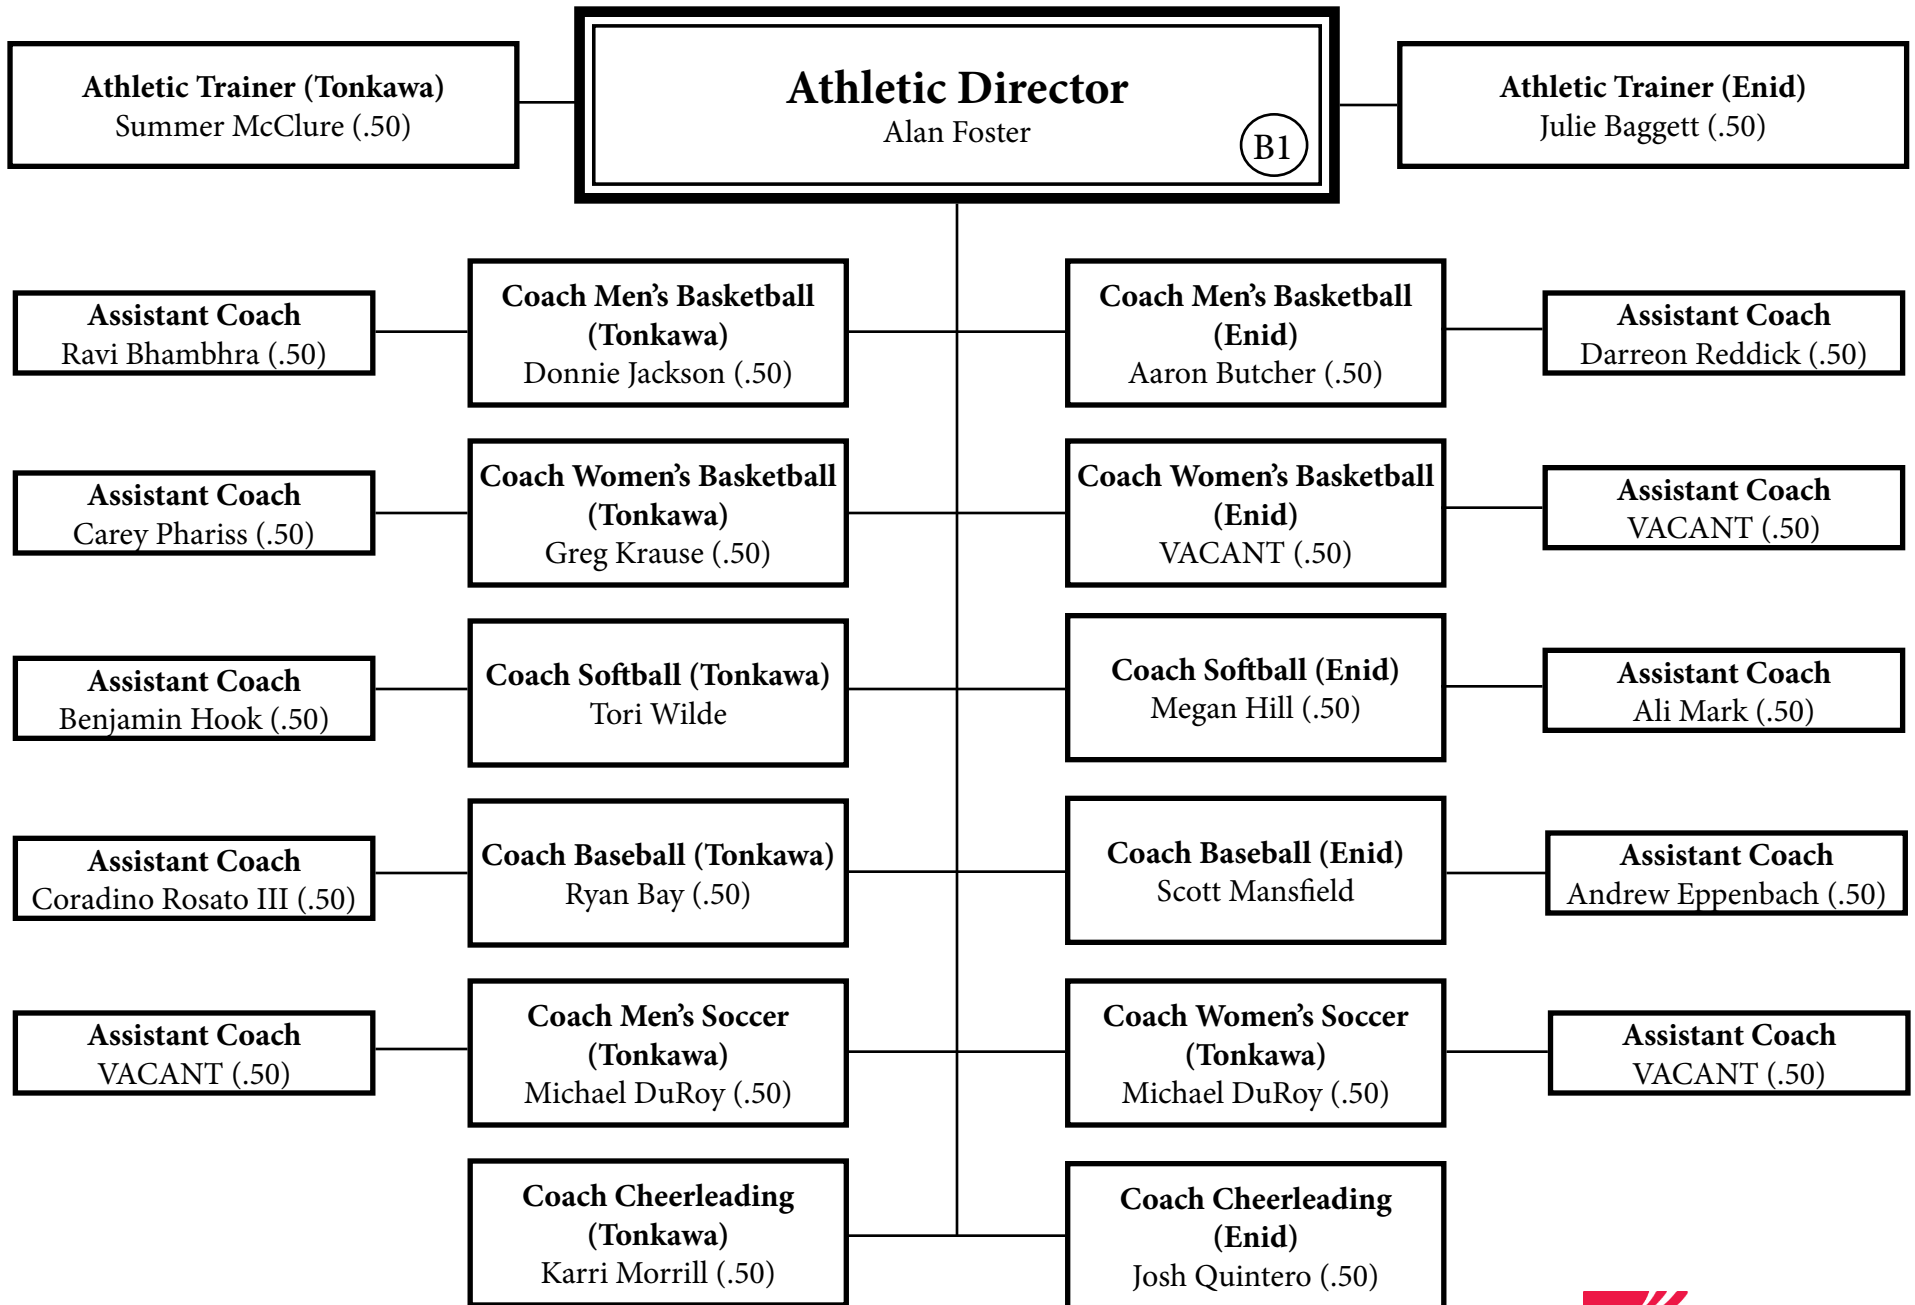 Athletic Trainer (Tonkawa)
Summer McClure (.50)
Athletic Director
Alan Foster
B1
Athletic Trainer (Enid)
Julie Baggett (.50)
Assistant Coach
Ravi Bhambhra (.50)
Coach Men’s Basketball
(Tonkawa)
Donnie Jackson (.50)
Coach Men’s Basketball
(Enid)
Aaron Butcher (.50)
Assistant Coach
Darreon Reddick (.50)
Assistant Coach
Carey Phariss (.50)
Coach Women’s Basketball
(Tonkawa)
Greg Krause (.50)
Coach Women’s Basketball
(Enid)
VACANT (.50)
Assistant Coach
VACANT (.50)
Assistant Coach
Benjamin Hook (.50)
Coach Softball (Tonkawa)
Tori Wilde
Coach Softball (Enid)
Megan Hill (.50)
Assistant Coach
Ali Mark (.50)
Assistant Coach
Coradino Rosato III (.50)
Coach Baseball (Tonkawa)
Ryan Bay (.50)
Coach Baseball (Enid)
Scott Mansfield
Assistant Coach
Andrew Eppenbach (.50)
Assistant Coach
VACANT (.50)
Coach Men’s Soccer
(Tonkawa)
Michael DuRoy (.50)
Coach Women’s Soccer
(Tonkawa)
Michael DuRoy (.50)
Assistant Coach
VACANT (.50)
Coach Cheerleading
(Tonkawa)
Karri Morrill (.50)
Coach Cheerleading
(Enid)
Josh Quintero (.50)